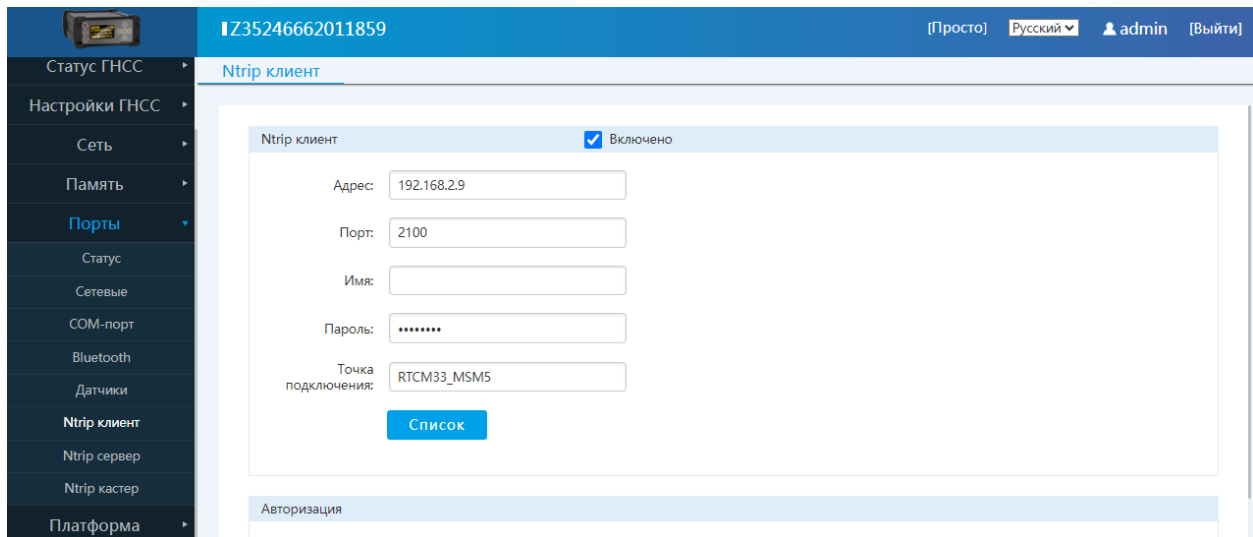 Z35246662011859
[Просто]
Русский
admin
[Выйти]
Статус ГНСС
Настройки ГНСС
Сеть
Память
Порты
Статус
Сетевые
COM-порт
Bluetooth
Датчики
Ntrip клиент
Ntrip сервер
Ntrip кастер
Платформа
Ntrip клиент
Ntrip клиент
Включено
Адрес: 192.168.2.9
Порт: 2100
Имя:
Пароль: ••••••••
Точка
подключения: RTCM33_MSM5
Список
Авторизация